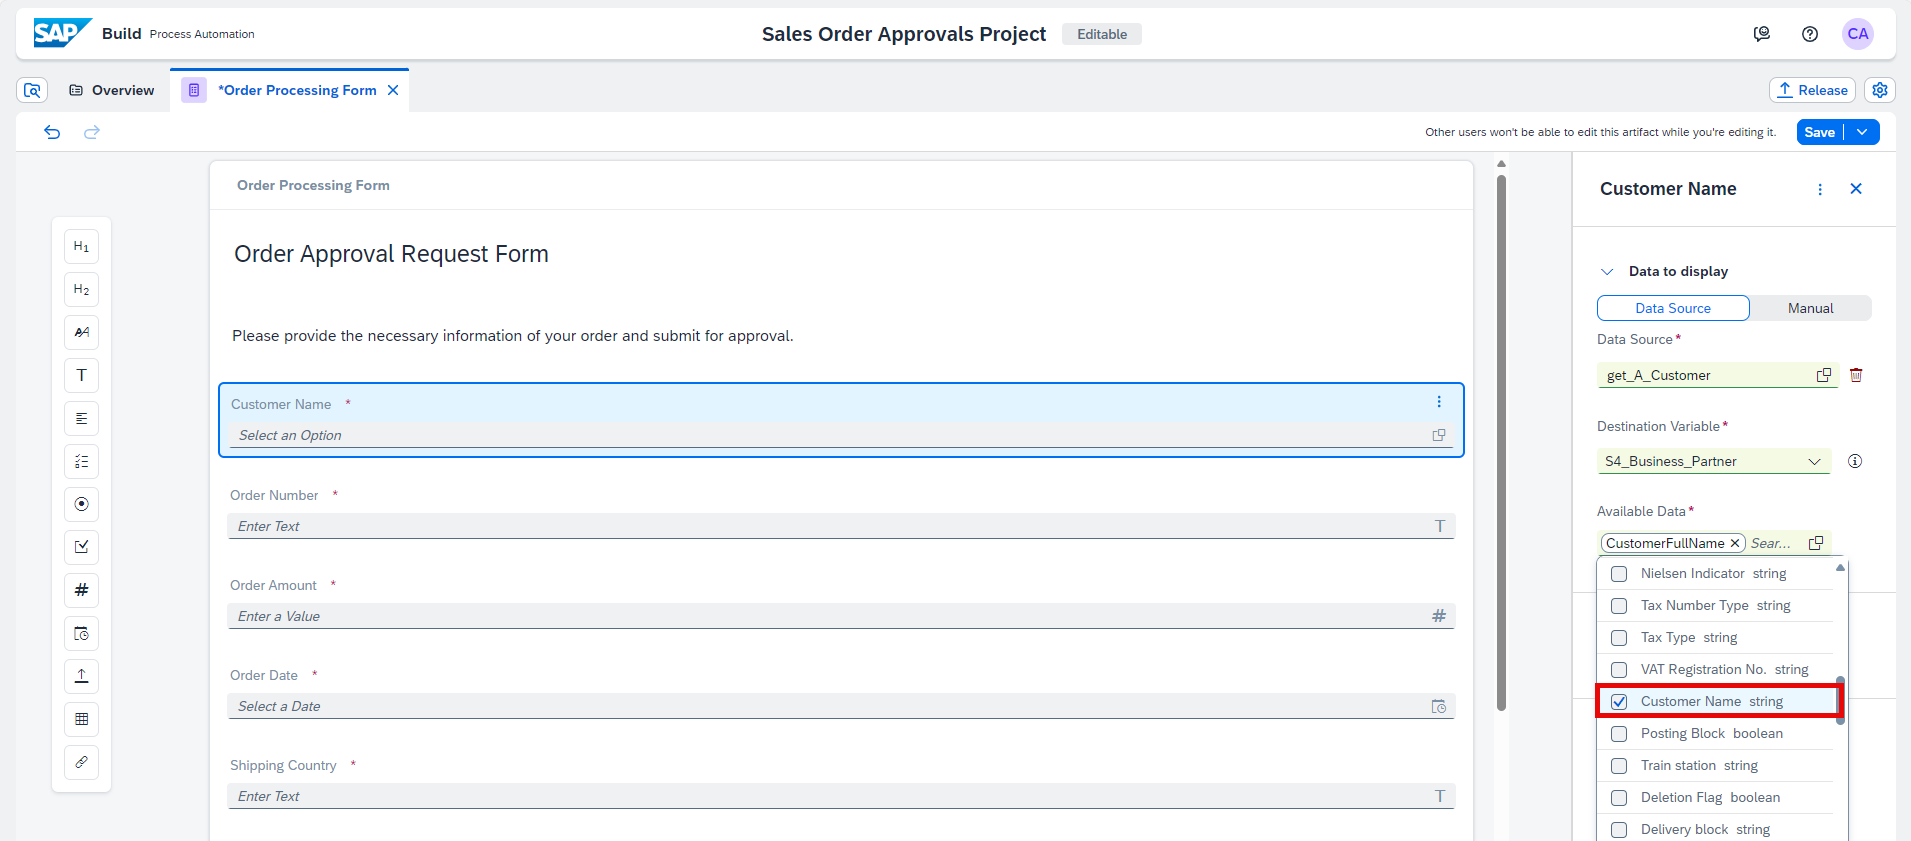 SAP Build Process Automation
Sales Order Approvals Project Editable
CA
Overview
*Order Processing Form
Release
Other users won't be able to edit this artifact while you're editing it.
Save
Order Processing Form
Order Approval Request Form
Please provide the necessary information of your order and submit for approval.
H1
H2
AA
T
#
Customer Name *
Select an Option
Order Number *
Enter Text T
Order Amount *
Enter a Value #
Order Date *
Select a Date
Shipping Country *
Enter Text T
Customer Name
Data to display
Data Source Manual
Data Source*
get_A_Customer
Destination Variable*
S4_Business_Partner
Available Data*
CustomerFullName Sear...
Nielsen Indicator string
Tax Number Type string
Tax Type string
VAT Registration No. string
Customer Name string
Posting Block boolean
Train station string
Deletion Flag boolean
Delivery block string